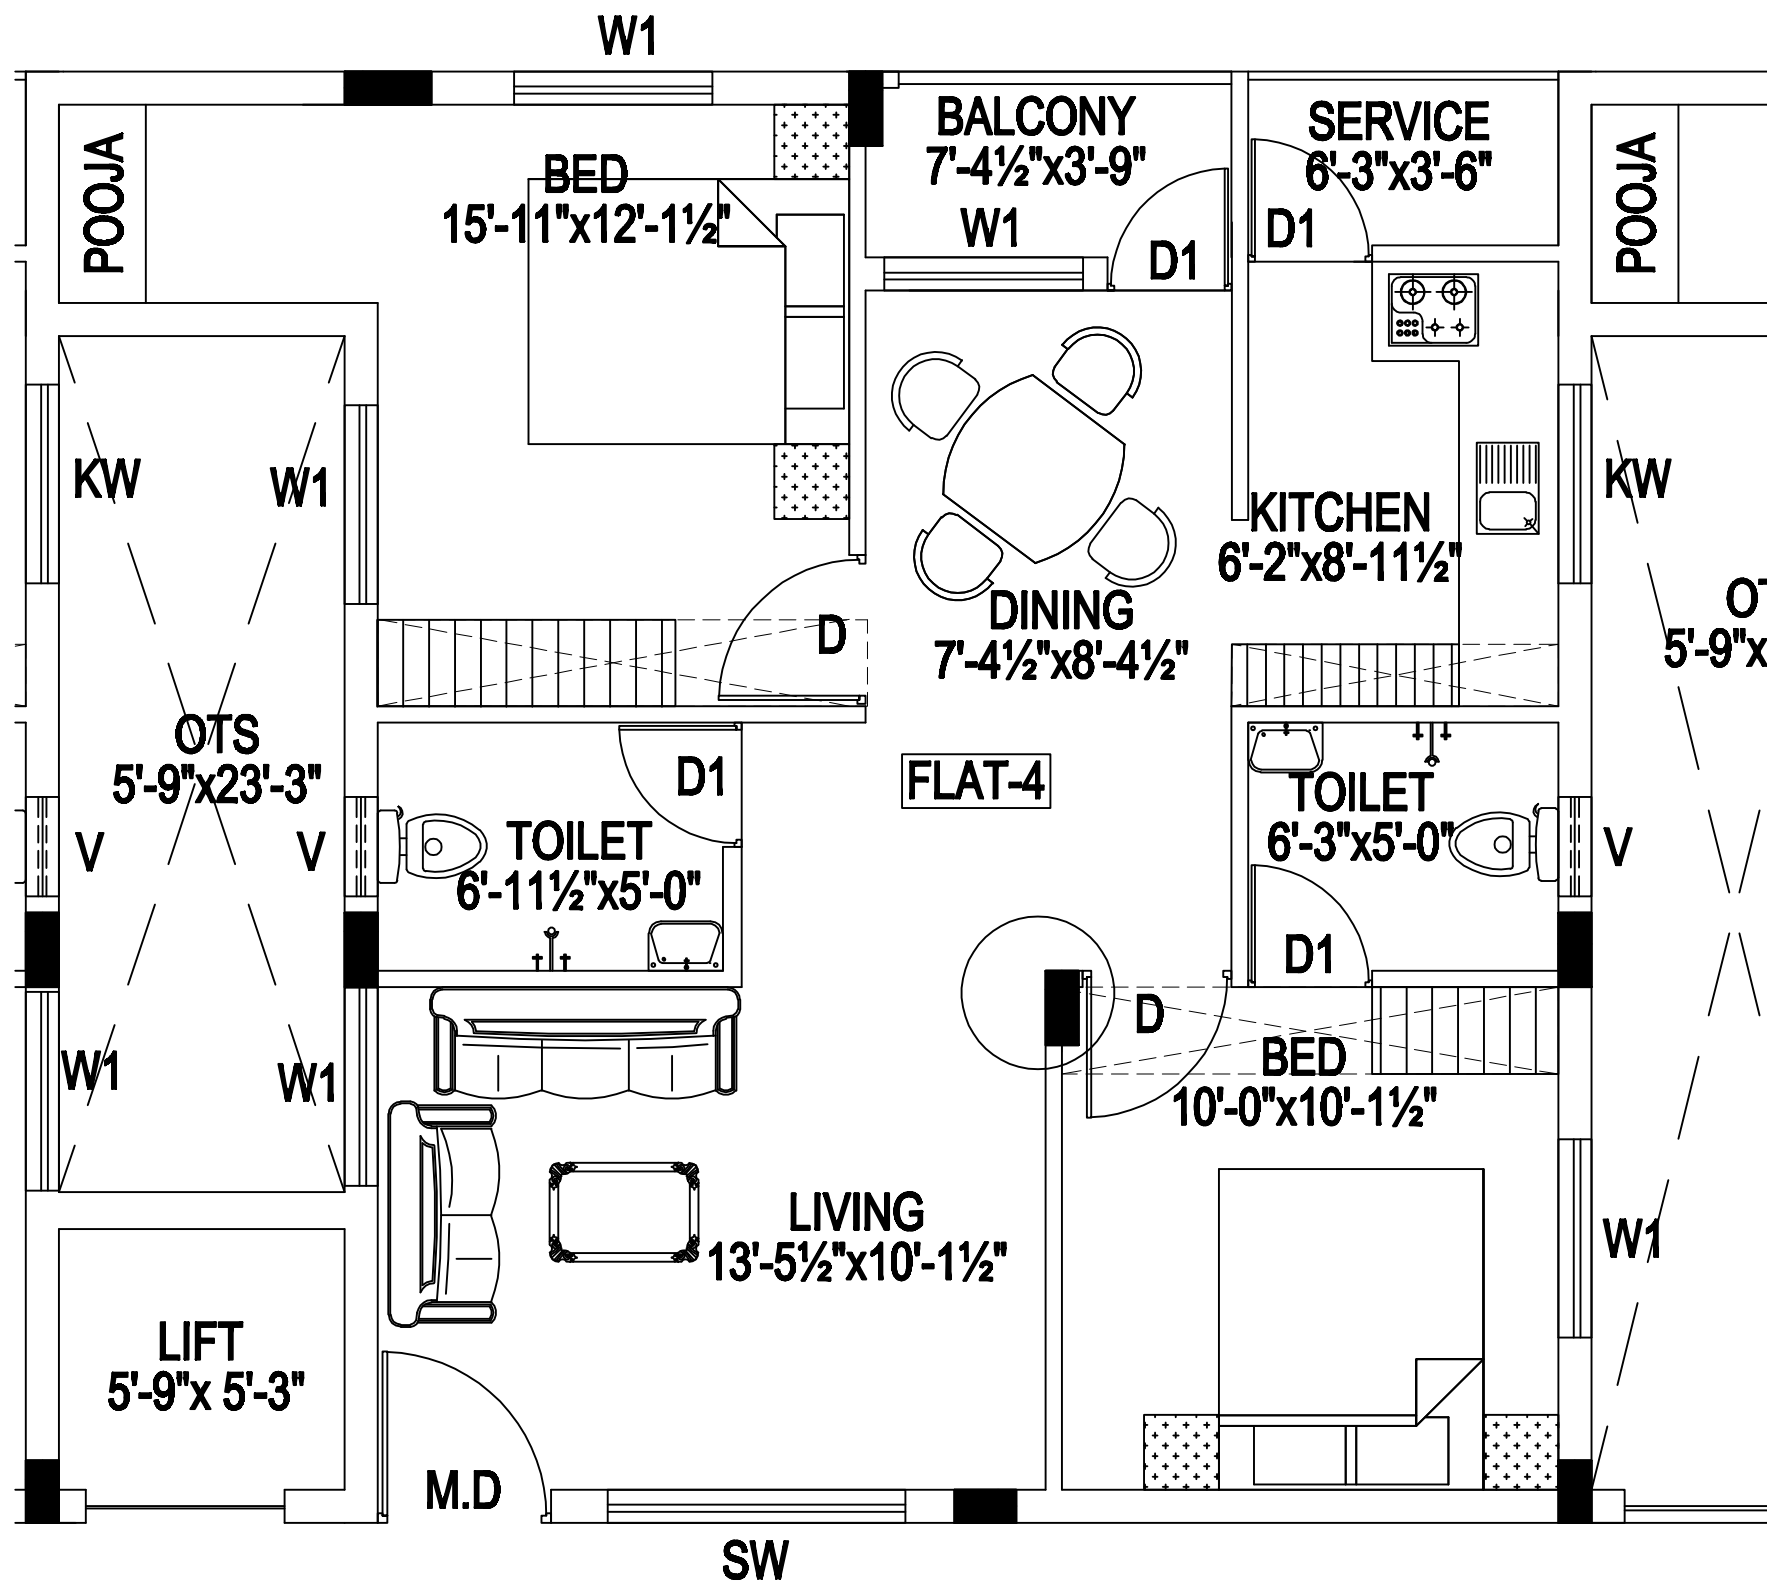 W1
POOJA
BED
15'-11"x12'-1½"
BALCONY
7'-4½"x3'-9"
W1
D1
SERVICE
6'-3"x3'-6"
D1
POOJA
KW
W1
KITCHEN
6'-2"x8'-11½"
KW
DINING
7'-4½"x8'-4½"
D
5'-9"x
OTS
5'-9"x23'-3"
FLAT-4
D1
TOILET
6'-3"x5'-0"
V
V
TOILET
6'-11½"x5'-0"
V
D1
D
W1
W1
BED
10'-0"x10'-1½"
LIVING
13'-5½"x10'-1½"
W1
LIFT
5'-9"x 5'-3"
M.D
SW